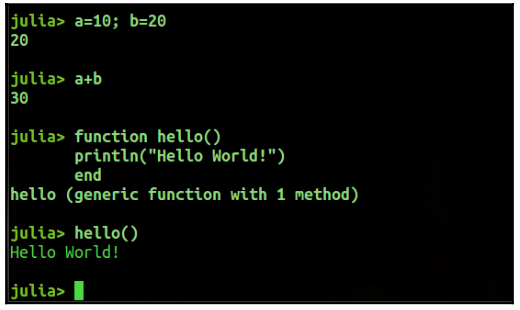 julia> a=10; b=20
20
julia> a+b
30
julia> function hello()
       println("Hello World!")
       end
hello (generic function with 1 method)
julia> hello()
Hello World!
julia>